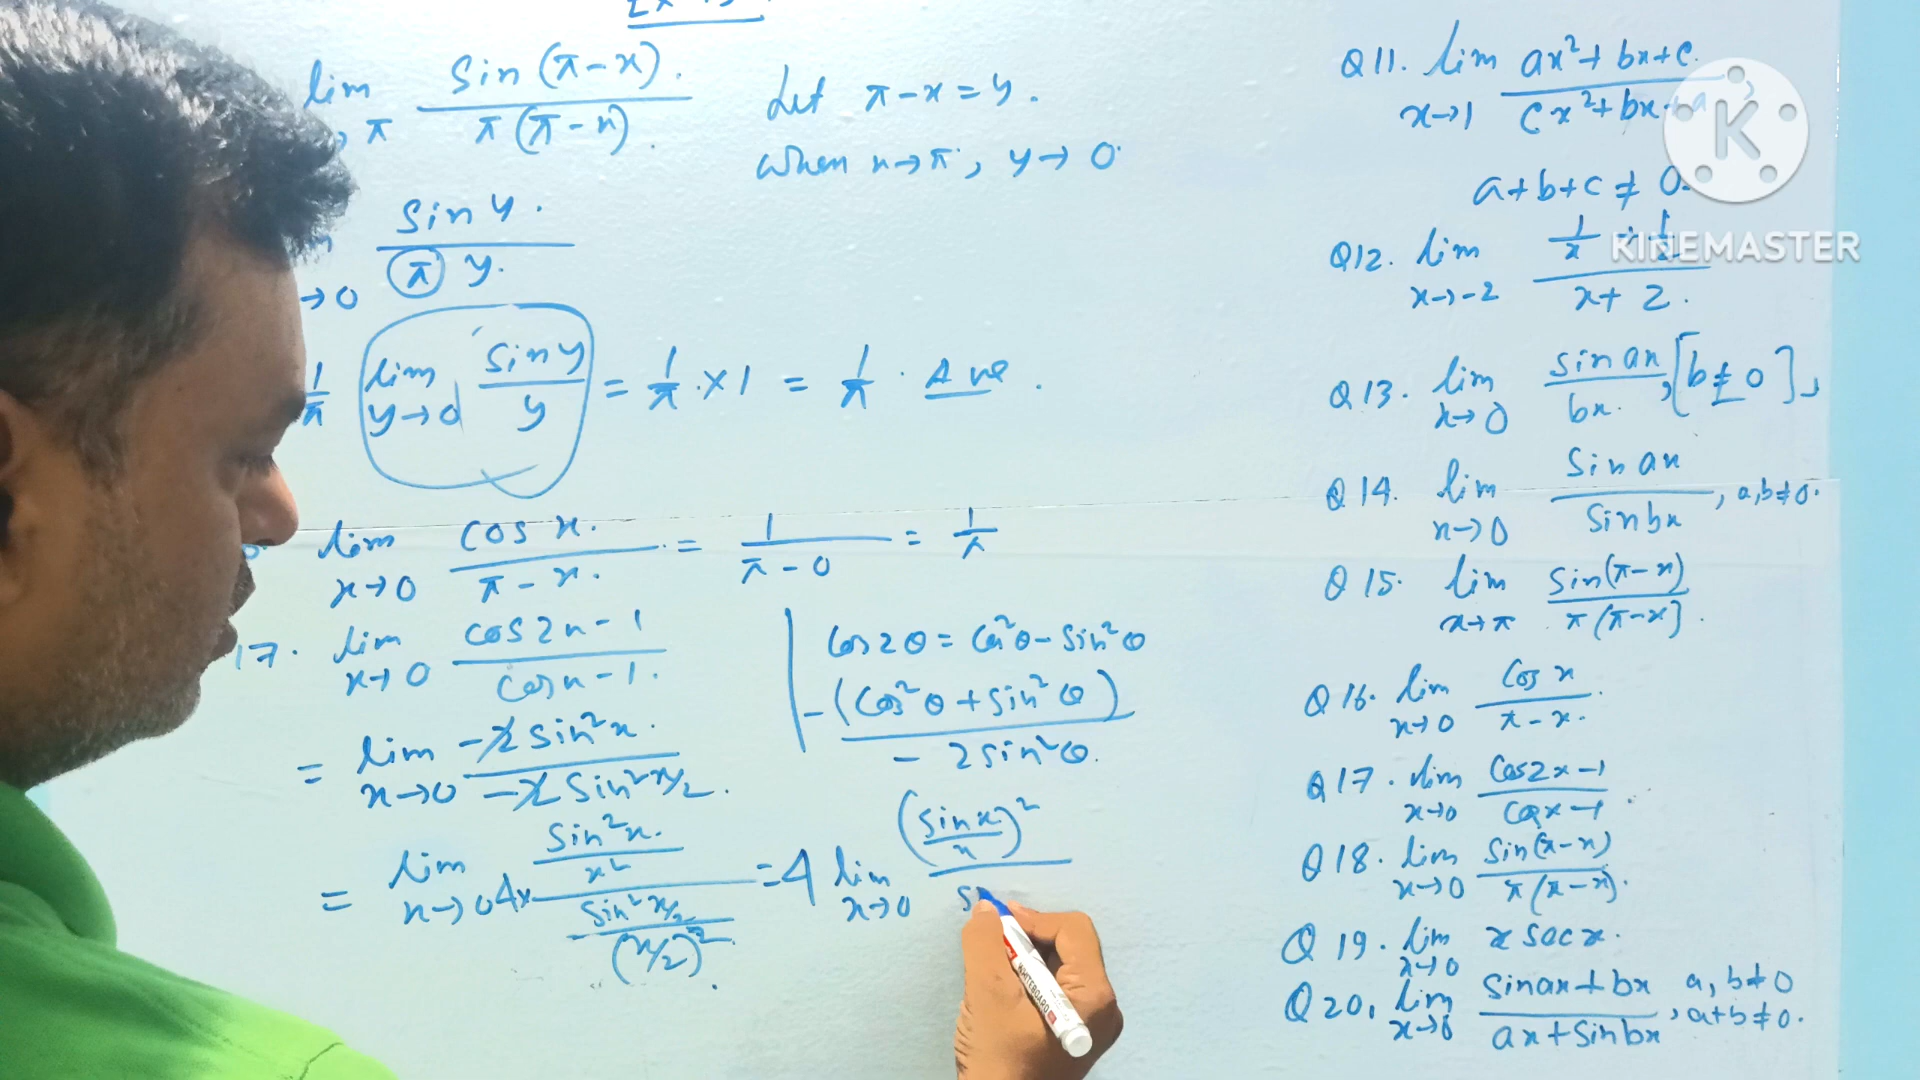 lim sin(π-x).
→ π π(π-x)
Let π-x = y.
When x→π, y→0.
sin y.
→0 π y.
1/π lim y→0 sin y / y = 1/π × 1 = 1/π. Ans.
lim x→0 cos x. / π-x. = 1 / π-0 = 1/π
17. lim x→0 cos2x-1 / cosx-1.
= lim x→0 -2sin²x. / -2sin²x/2.
= lim x→0 4× sin²x. / x² / sin²x/2 / (x/2)². = 4 lim x→0 (sinx / x)² / s
cos2θ = cos²θ - sin²θ
-(cos²θ + sin²θ)
- 2sin²θ.
Q11. lim x→1 ax²+bx+c. / cx²+bx+a,
a+b+c ≠ 0.
Q12. lim x→-2 1/x + 1/2 / x+2.
Q13. lim x→0 sin ax / bx. , [b≠0],
Q14. lim x→0 sin ax / sin bx , a,b≠0.
Q15. lim x→π sin(π-x) / π(π-x).
Q16. lim x→0 cos x / π-x.
Q17. lim x→0 cos2x-1 / cosx-1.
Q18. lim x→0 sin(π-x) / π(π-x).
Q19. lim x→0 x sec x.
Q20. lim x→0 sinax+bx / ax+sinbx , a, b≠0 , a+b≠0.
K
KINEMASTER